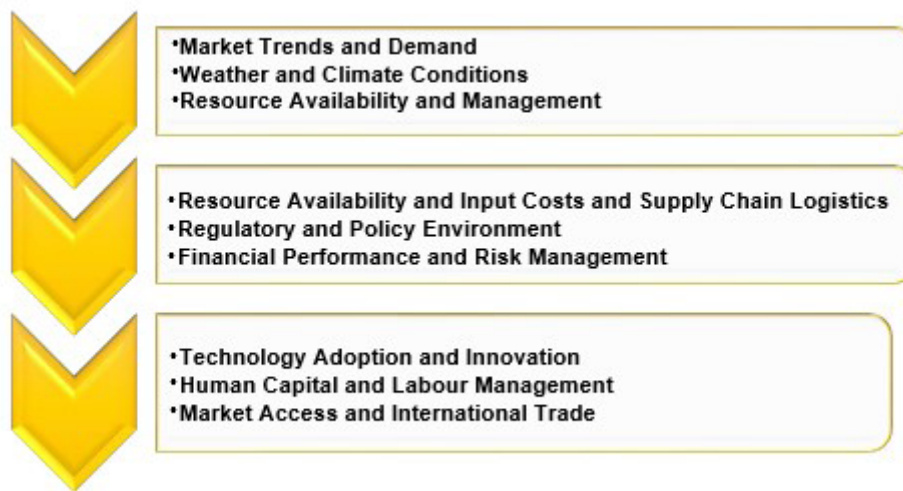 •Market Trends and Demand
•Weather and Climate Conditions
•Resource Availability and Management
•Resource Availability and Input Costs and Supply Chain Logistics
•Regulatory and Policy Environment
•Financial Performance and Risk Management
•Technology Adoption and Innovation
•Human Capital and Labour Management
•Market Access and International Trade